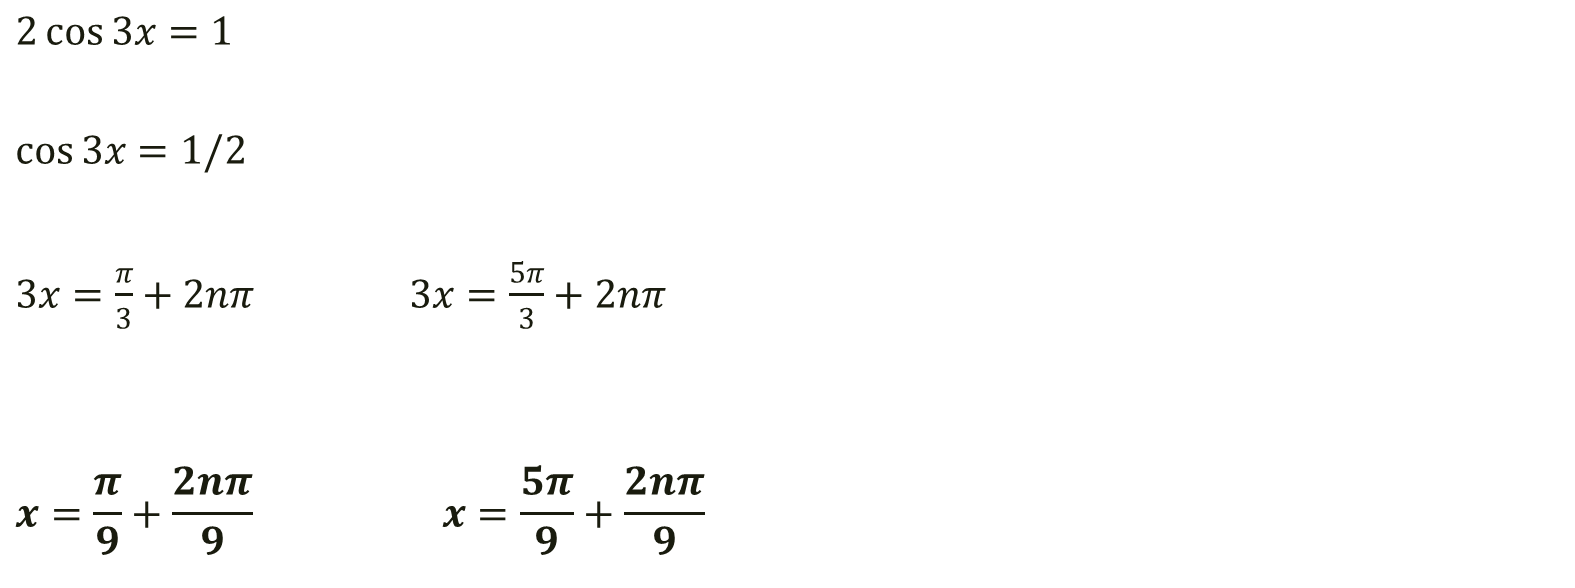 2 cos 3x = 1
cos 3x = 1/2
3x = π/3 + 2nπ    3x = 5π/3 + 2nπ
x = π/9 + 2nπ/9    x = 5π/9 + 2nπ/9